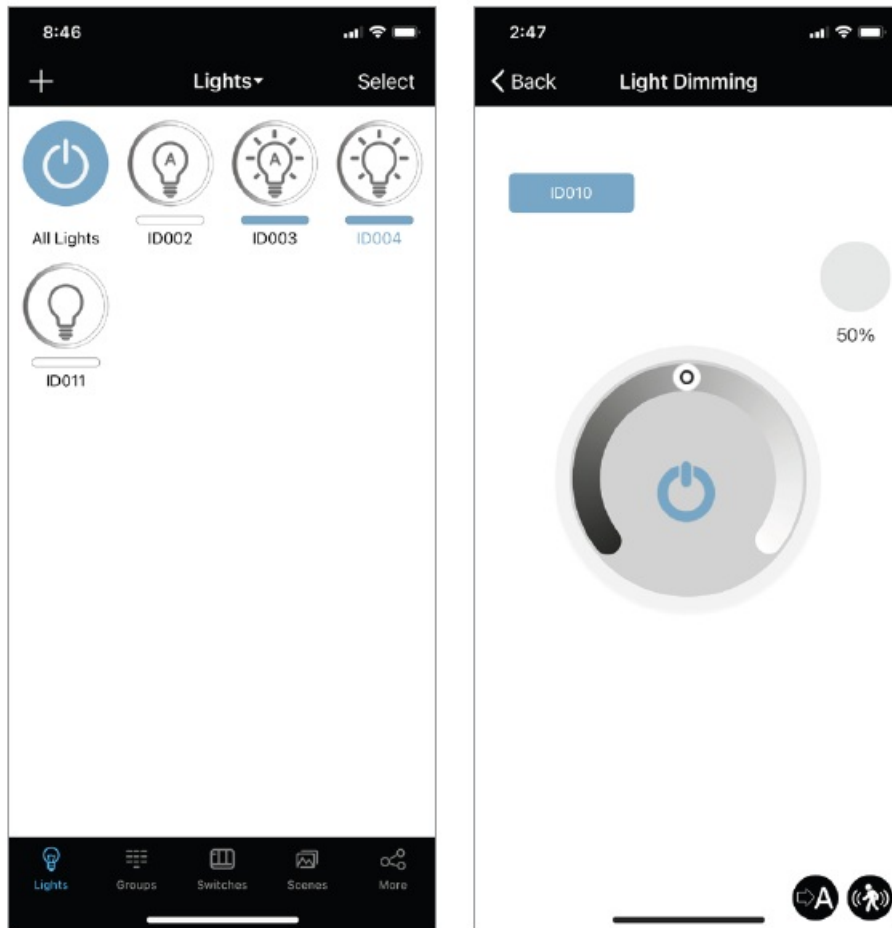 8:46
+ Lights Select
A
A
All Lights
ID002
ID003
ID004
ID011
Lights
Groups
Switches
Scenes
More
2:47
Back Light Dimming
ID010
50%
A